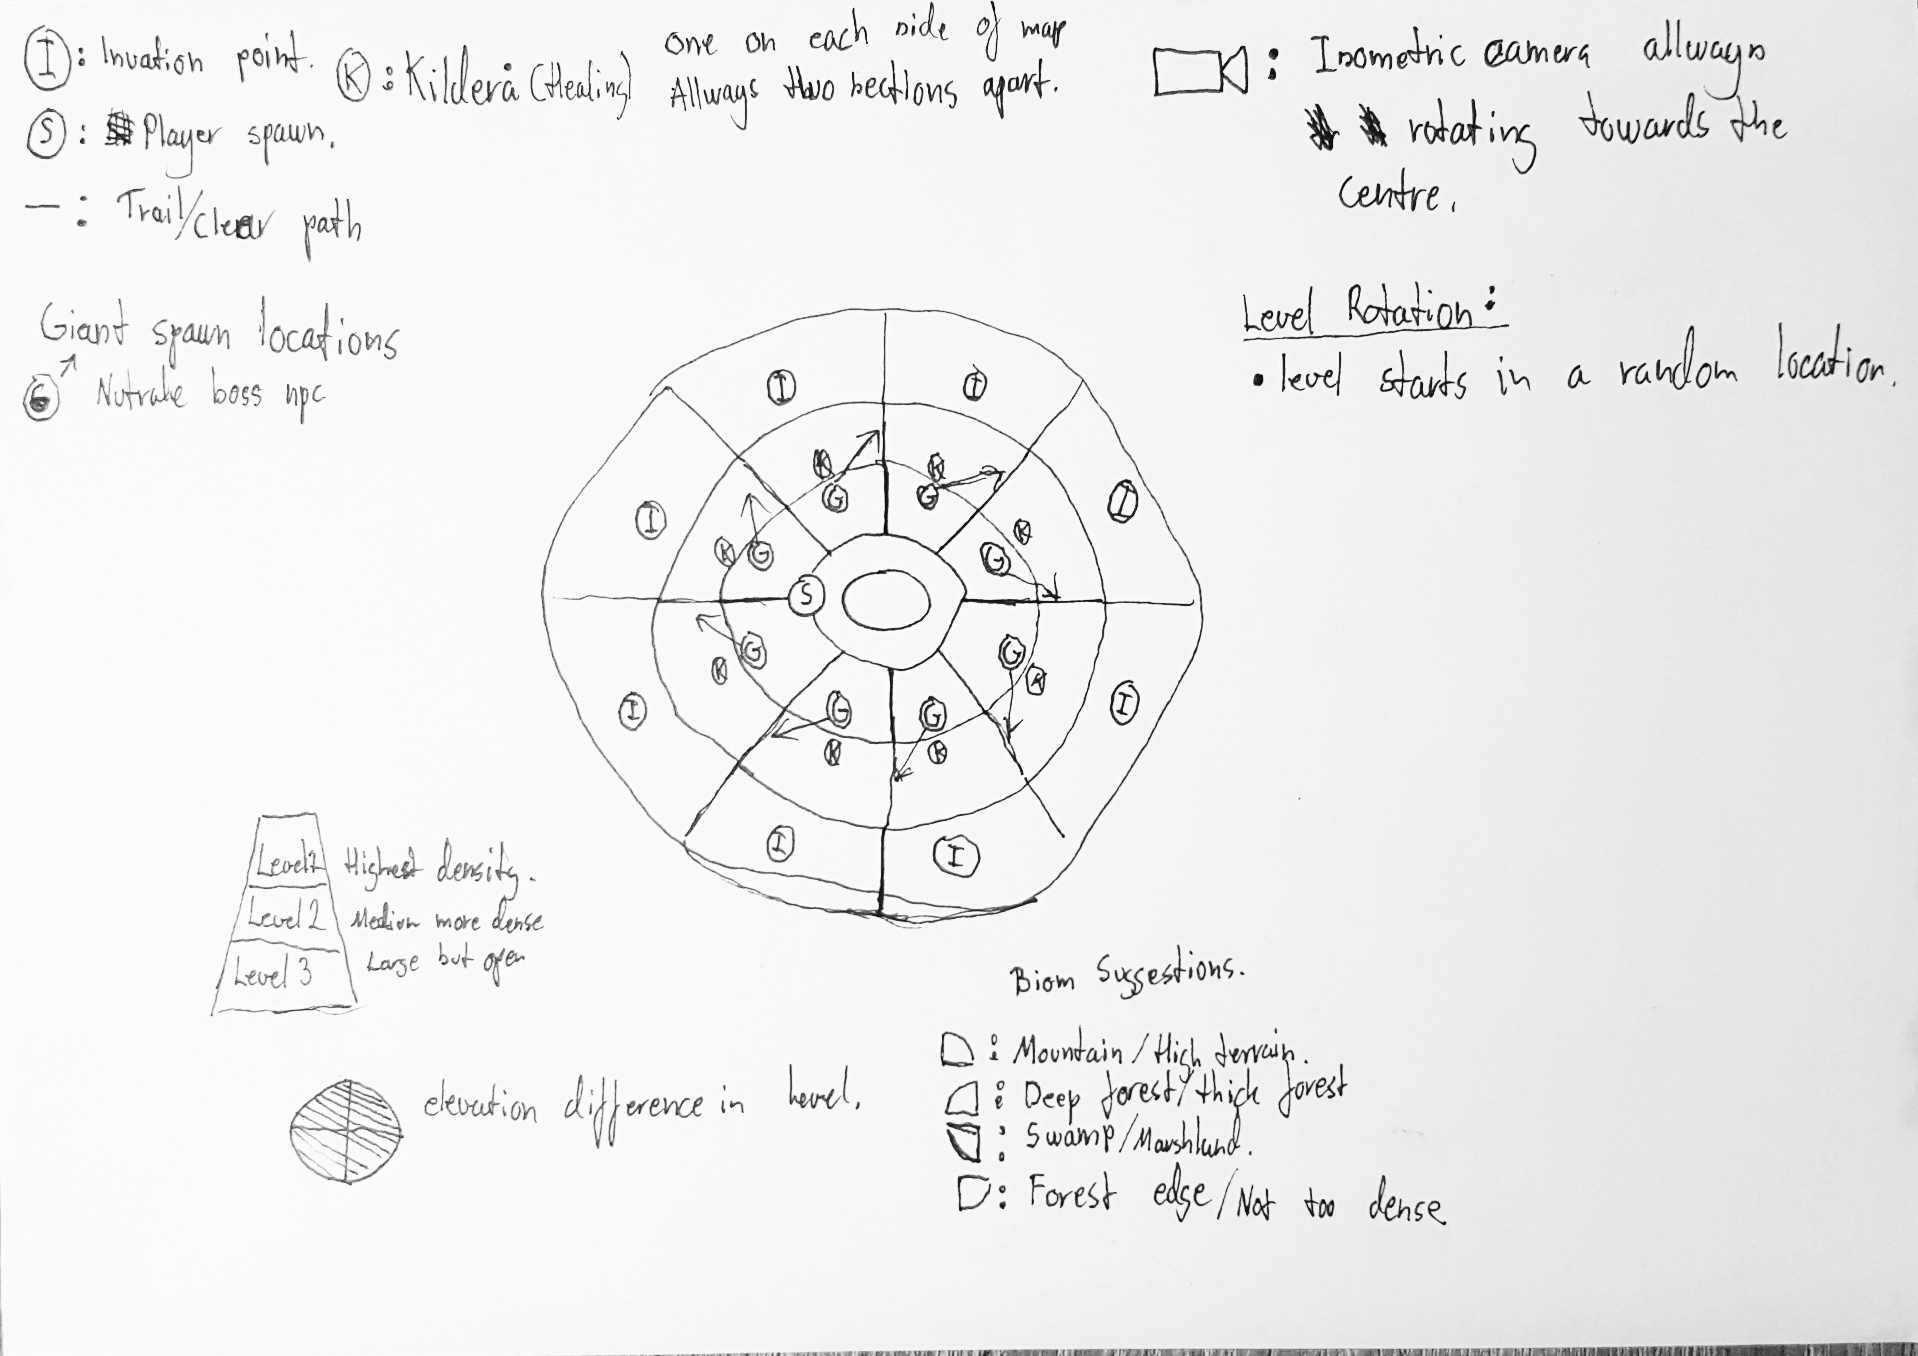 I : Invation point.
K : Kilderå (Healing)
one on each side of map
Allways two sections apart.
S : Player spawn.
— : Trail/clear path
Giant spawn locations
G Nutrale boss npc
: Isometric camera allways
rotating towards the
centre.
Level Rotation:
• level starts in a random location.
I I
I I
K K
G G
K G G K
S
G G
K K
I I
G G
K K
I I
Level 1 Highest density.
Level 2 Medium more dense
Level 3 Large but open
elevation difference in level.
Biom Suggestions.
: Mountain/High terrain.
: Deep forest/thick forest
: Swamp/Marshland.
: Forest edge/Not too dense